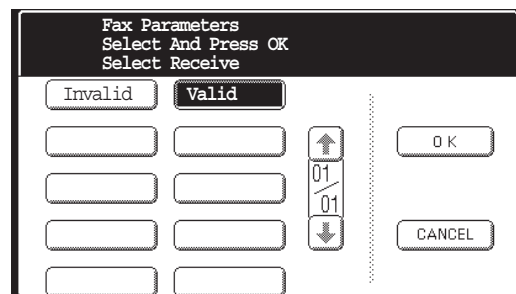 Fax Parameters
Select And Press OK
Select Receive
Invalid Valid
OK
01
/
01
CANCEL